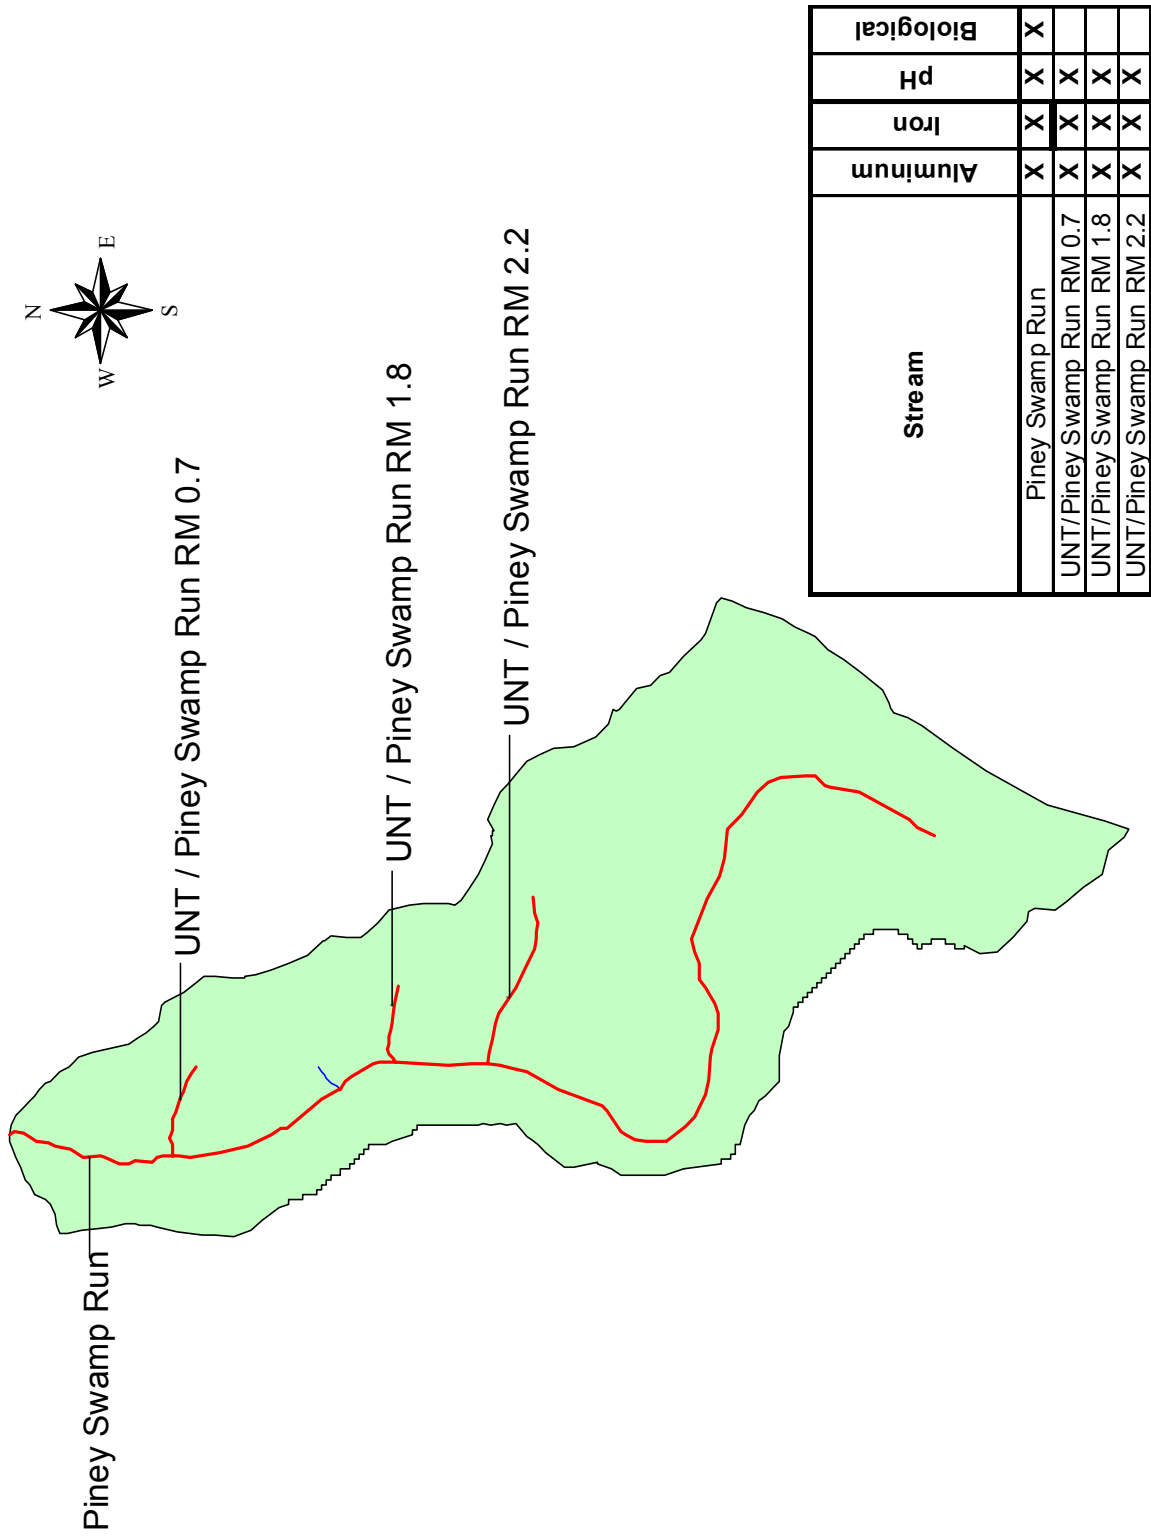 N
W E
S
Piney Swamp Run
UNT / Piney Swamp Run RM 0.7
UNT / Piney Swamp Run RM 1.8
UNT / Piney Swamp Run RM 2.2
Stream Aluminum Iron pH Biological
Piney Swamp Run X X X X
UNT/Piney Swamp Run RM 0.7 X X X
UNT/Piney Swamp Run RM 1.8 X X X
UNT/Piney Swamp Run RM 2.2 X X X